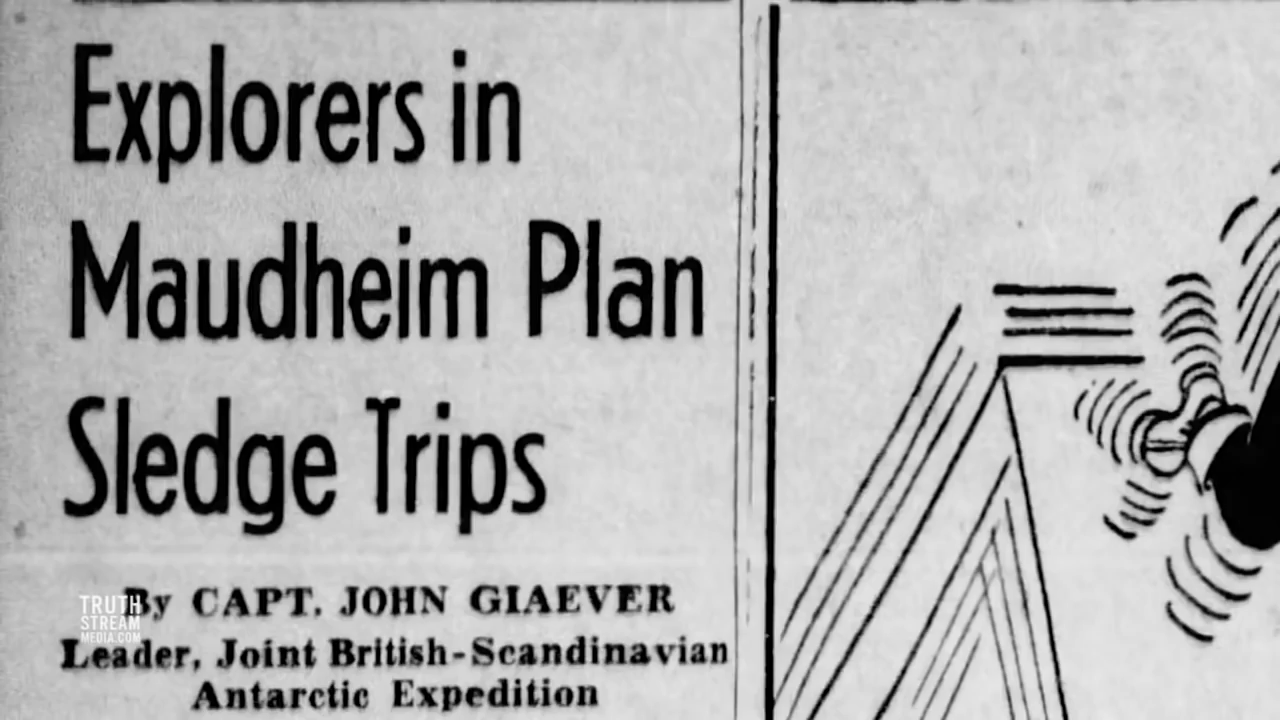 Explorers in
Maudheim Plan
Sledge Trips
By CAPT. JOHN GIAEVER
Leader, Joint British-Scandinavian
Antarctic Expedition
TRUTH
STREAM
MEDIA.COM